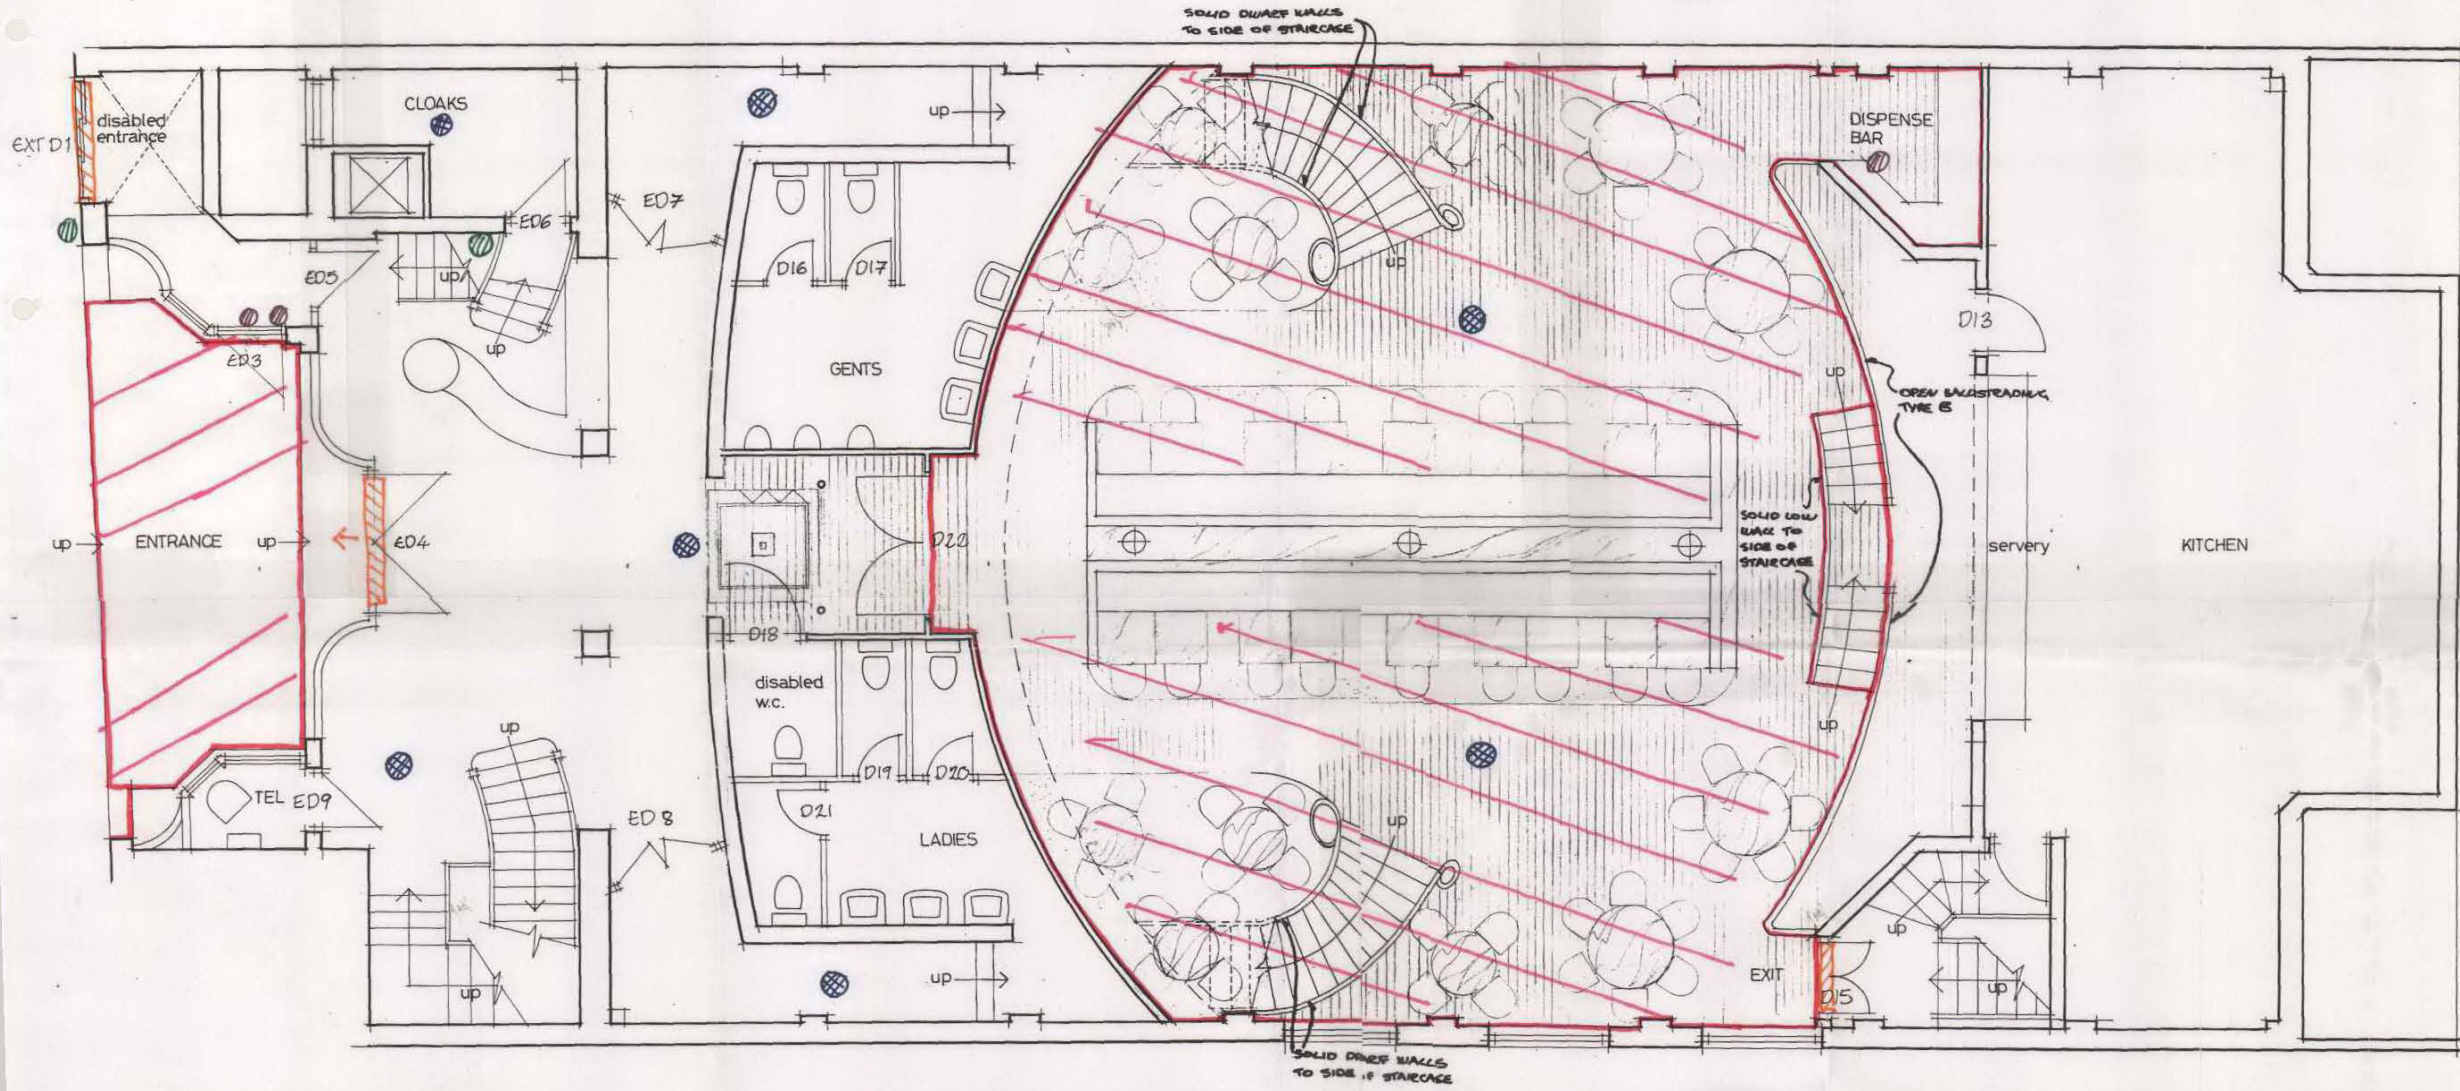 SOLID DWARF WALLS
TO SIDE OF STAIRCASE
EXT D1
disabled
entrance
CLOAKS
up
DISPENSE
BAR
ED7
ED6
D16
D17
ED5
up
up
D13
up
ED3
GENTS
up
OPEN BALUSTRADING
TYPE B
up
ENTRANCE
up
ED4
D22
SOLID LOW
WALL TO
SIDE OF
STAIRCASE
servery
KITCHEN
D18
disabled
w.c.
up
up
D19
D20
TEL
ED9
D21
ED8
LADIES
up
up
up
up
EXIT
D15
up
SOLID DWARF WALLS
TO SIDE OF STAIRCASE